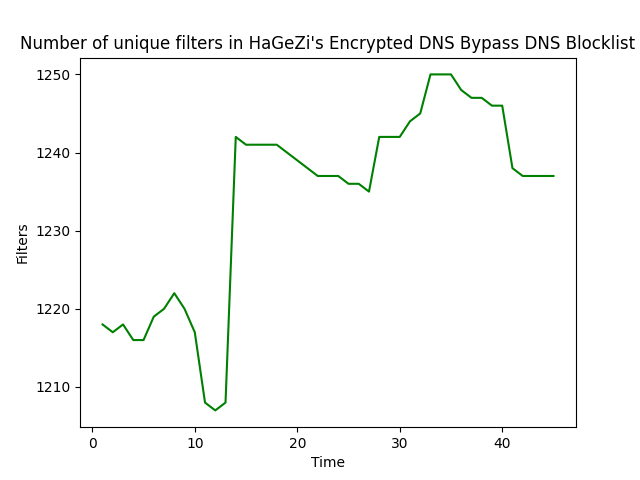 Number of unique filters in HaGeZi's Encrypted DNS Bypass DNS Blocklist
1250
1240
1230
1220
1210
Filters
0 10 20 30 40
Time